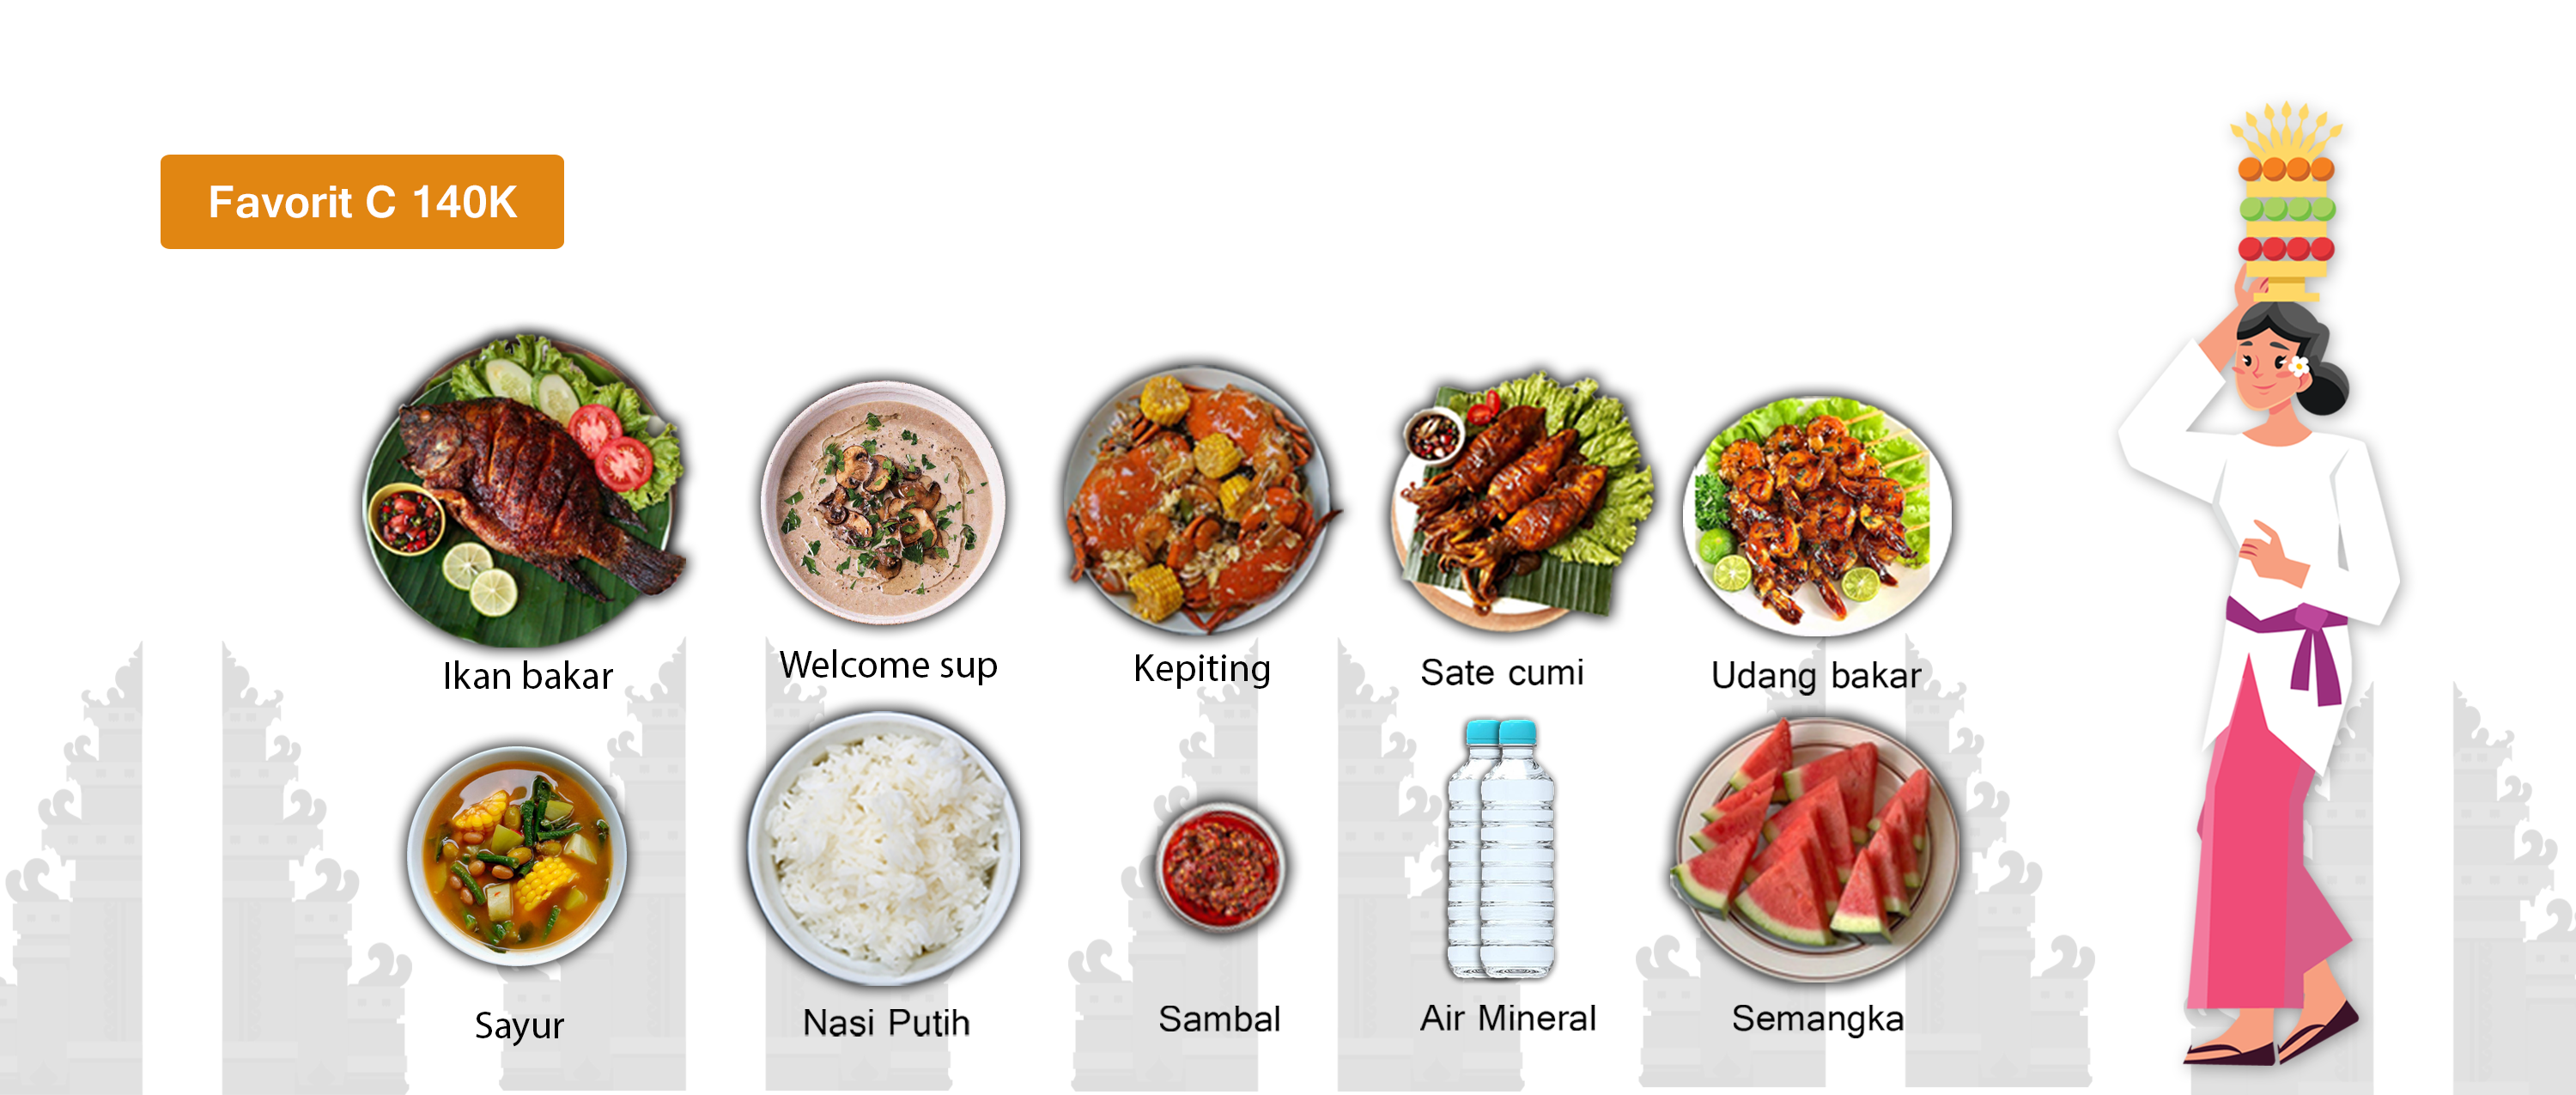 Favorit C 140K
Ikan bakar
Welcome sup
Kepiting
Sate cumi
Udang bakar
Sayur
Nasi Putih
Sambal
Air Mineral
Semangka